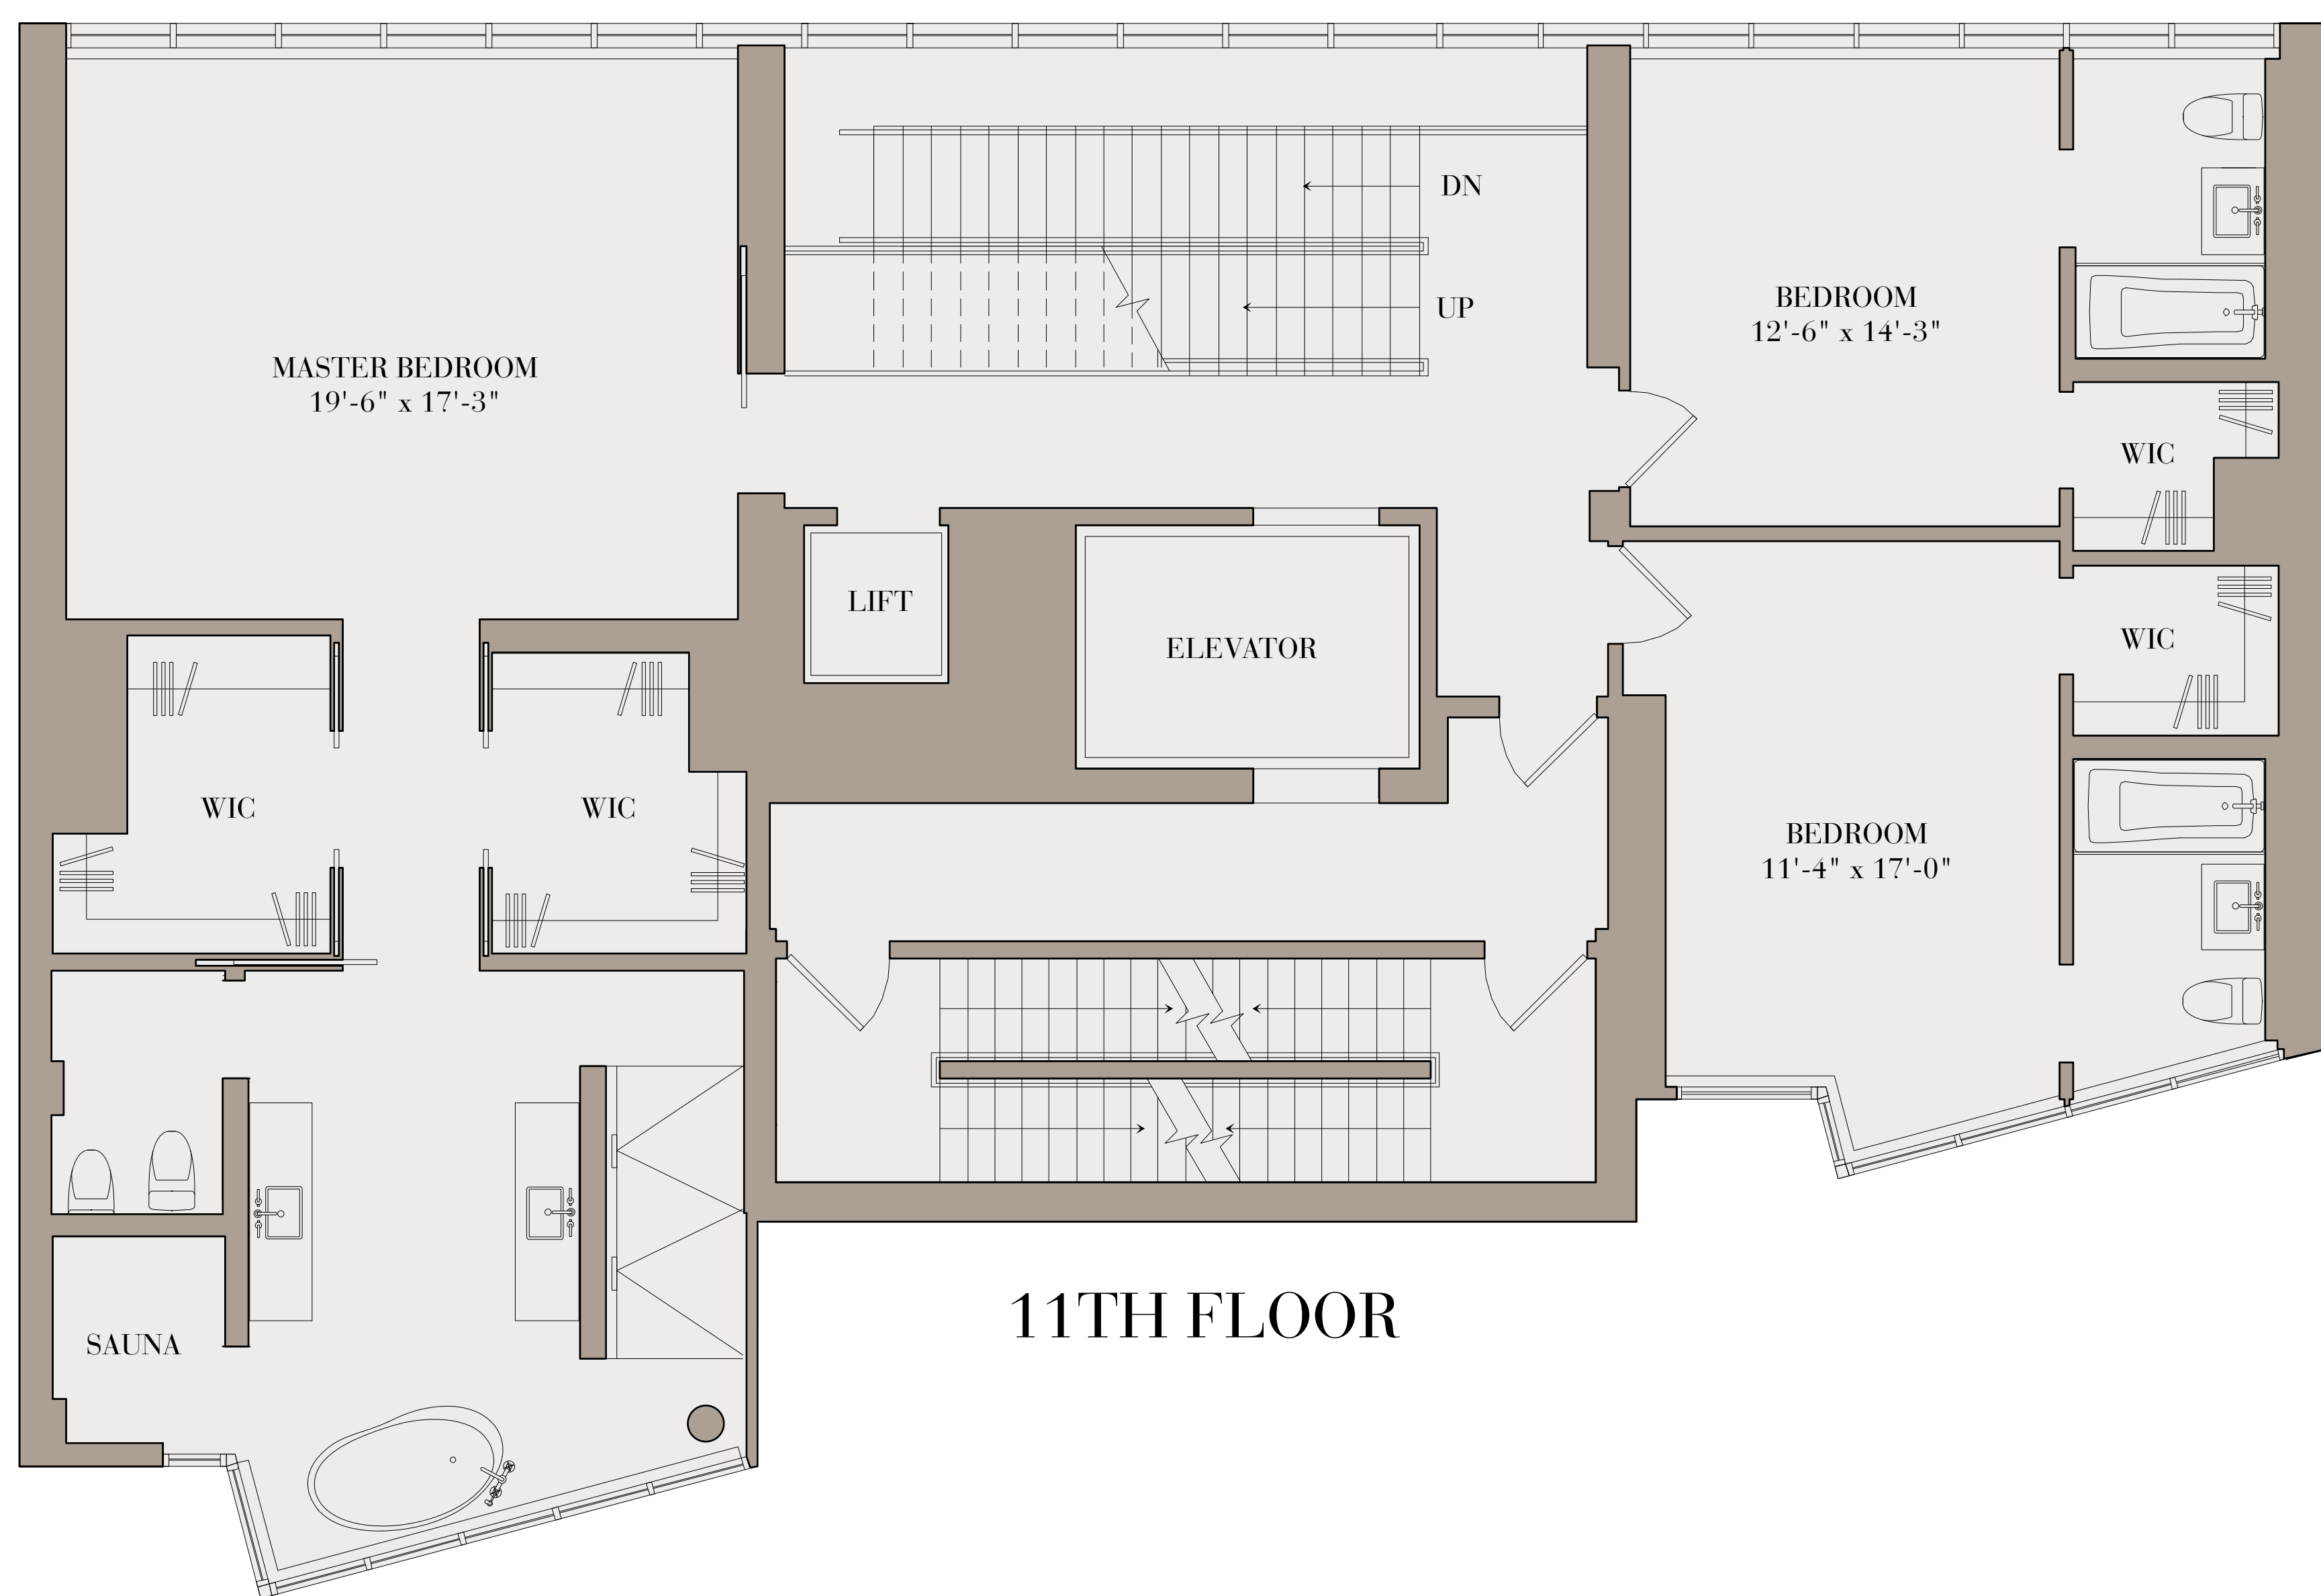 DN
UP
BEDROOM
12'-6" x 14'-3"
MASTER BEDROOM
19'-6" x 17'-3"
WIC
LIFT
ELEVATOR
WIC
WIC
WIC
BEDROOM
11'-4" x 17'-0"
SAUNA
11TH FLOOR